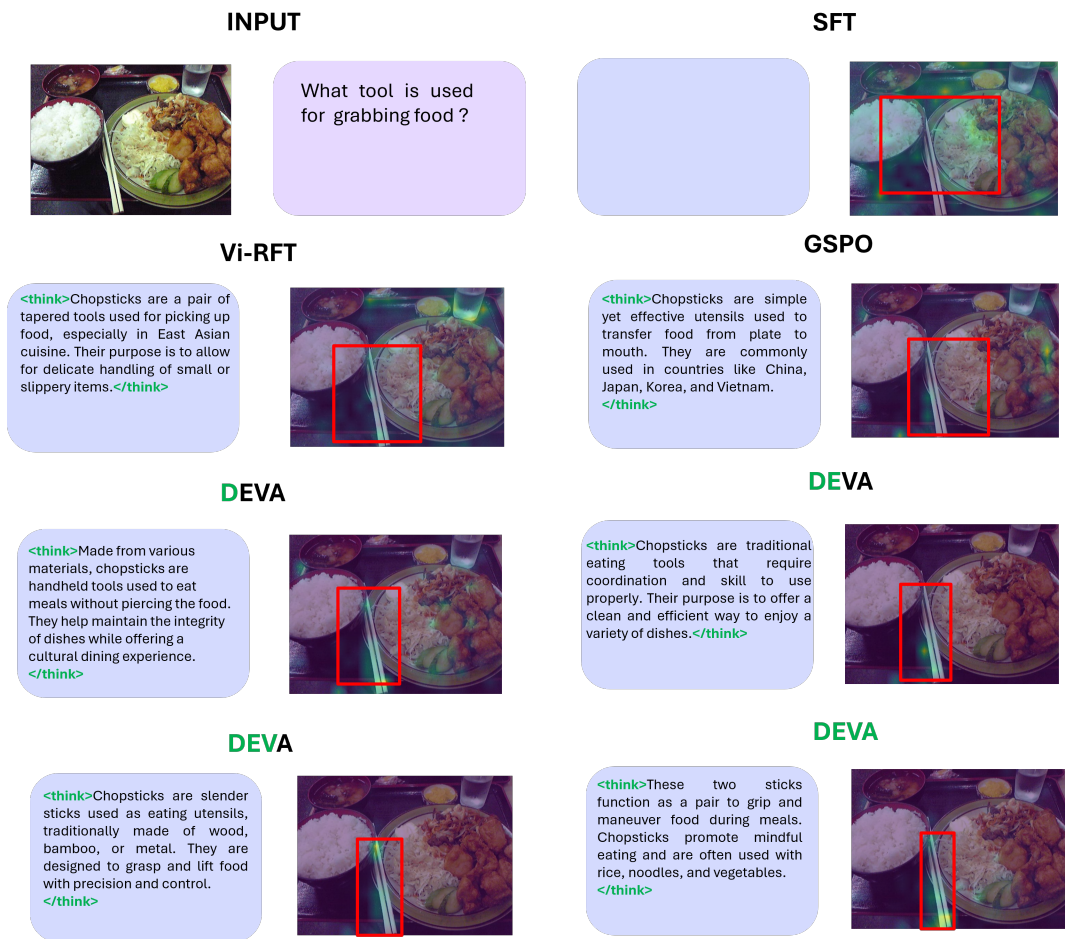 INPUT
SFT
What tool is used
for grabbing food ?
Vi-RFT
GSPO
<think>Chopsticks are a pair of
tapered tools used for picking up
food, especially in East Asian
cuisine. Their purpose is to allow
for delicate handling of small or
slippery items.</think>
<think>Chopsticks are simple
yet effective utensils used to
transfer food from plate to
mouth. They are commonly
used in countries like China,
Japan, Korea, and Vietnam.
</think>
DEVA
DEVA
<think>Made from various
materials, chopsticks are
handheld tools used to eat
meals without piercing the food.
They help maintain the integrity
of dishes while offering a
cultural dining experience.
</think>
<think>Chopsticks are traditional
eating tools that require
coordination and skill to use
properly. Their purpose is to offer a
clean and efficient way to enjoy a
variety of dishes.</think>
DEVA
DEVA
<think>Chopsticks are slender
sticks used as eating utensils,
traditionally made of wood,
bamboo, or metal. They are
designed to grasp and lift food
with precision and control.
</think>
<think>These two sticks
function as a pair to grip and
maneuver food during meals.
Chopsticks promote mindful
eating and are often used with
rice, noodles, and vegetables.
</think>